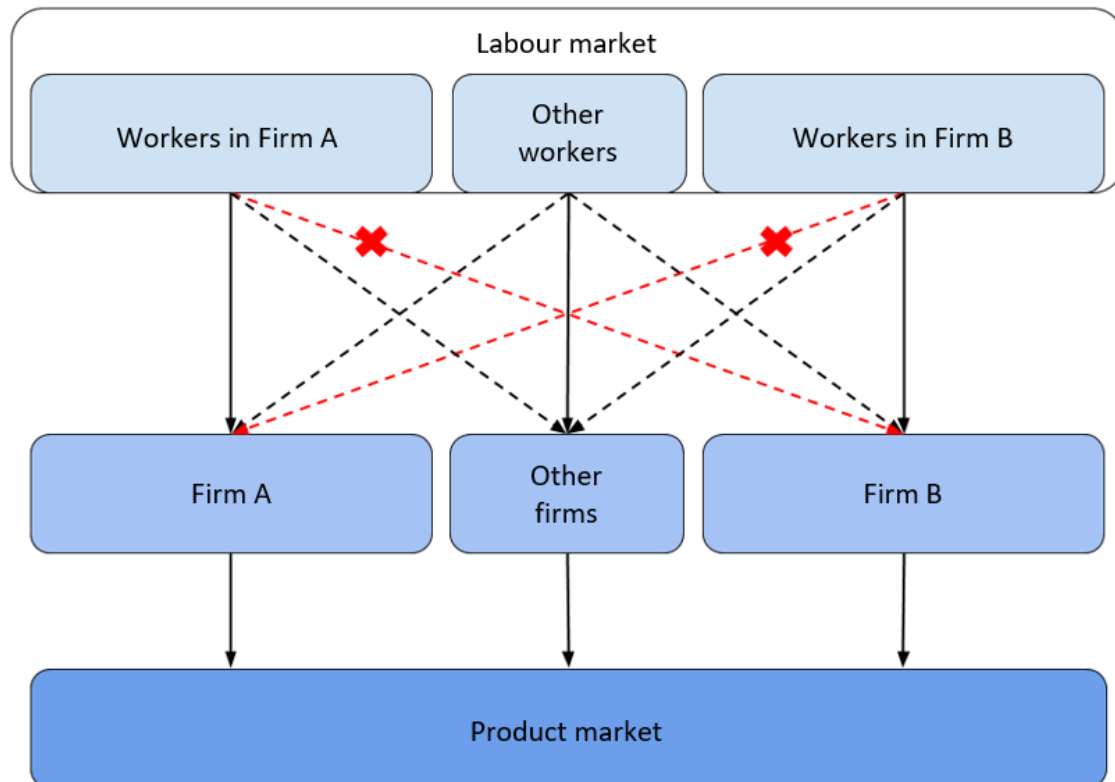 Labour market
Workers in Firm A
Other
workers
Workers in Firm B
Firm A
Other
firms
Firm B
Product market